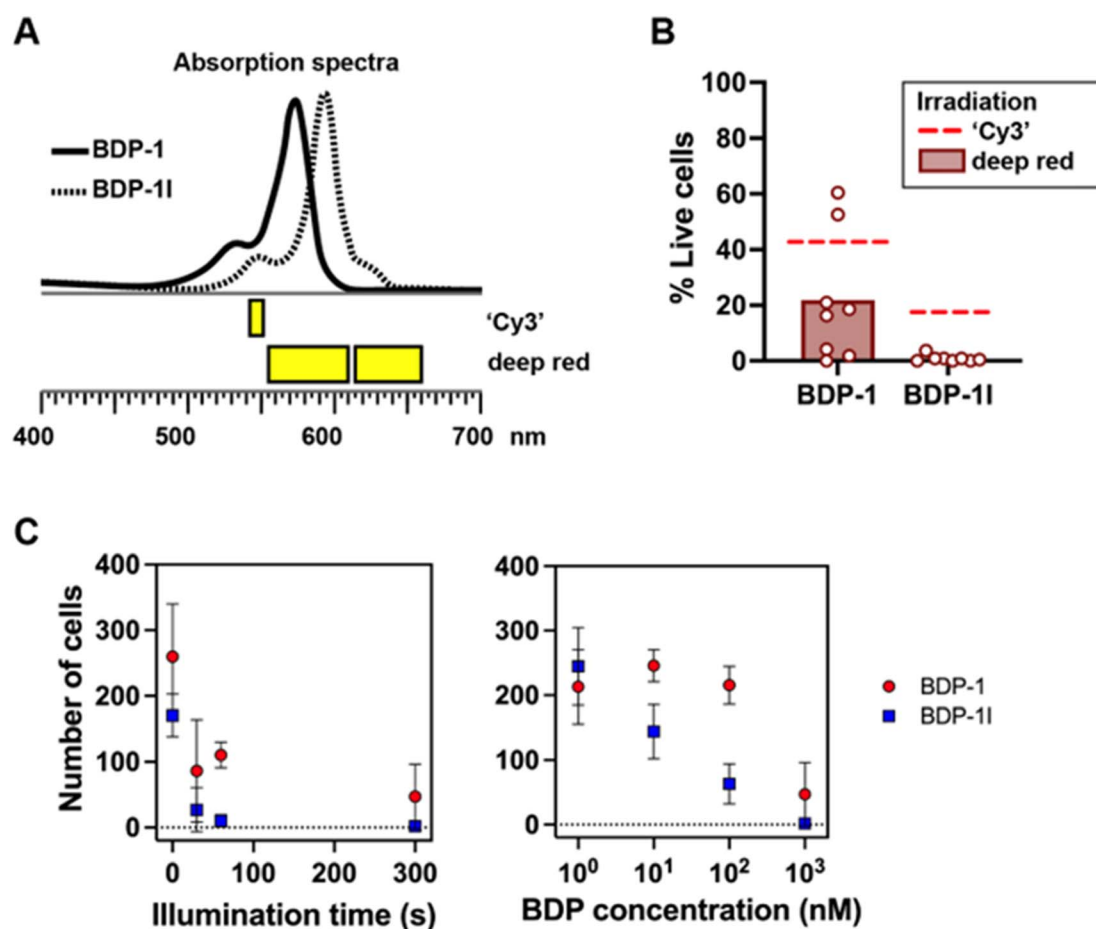 A
Absorption spectra
BDP-1
BDP-1I
'Cy3'
deep red
400 500 600 700 nm
B
% Live cells
100
80
60
40
20
0
BDP-1 BDP-1I
Irradiation
'Cy3'
deep red
C
Number of cells
400
300
200
100
0
0 100 200 300
Illumination time (s)
400
300
200
100
0
10⁰ 10¹ 10² 10³
BDP concentration (nM)
BDP-1
BDP-1I